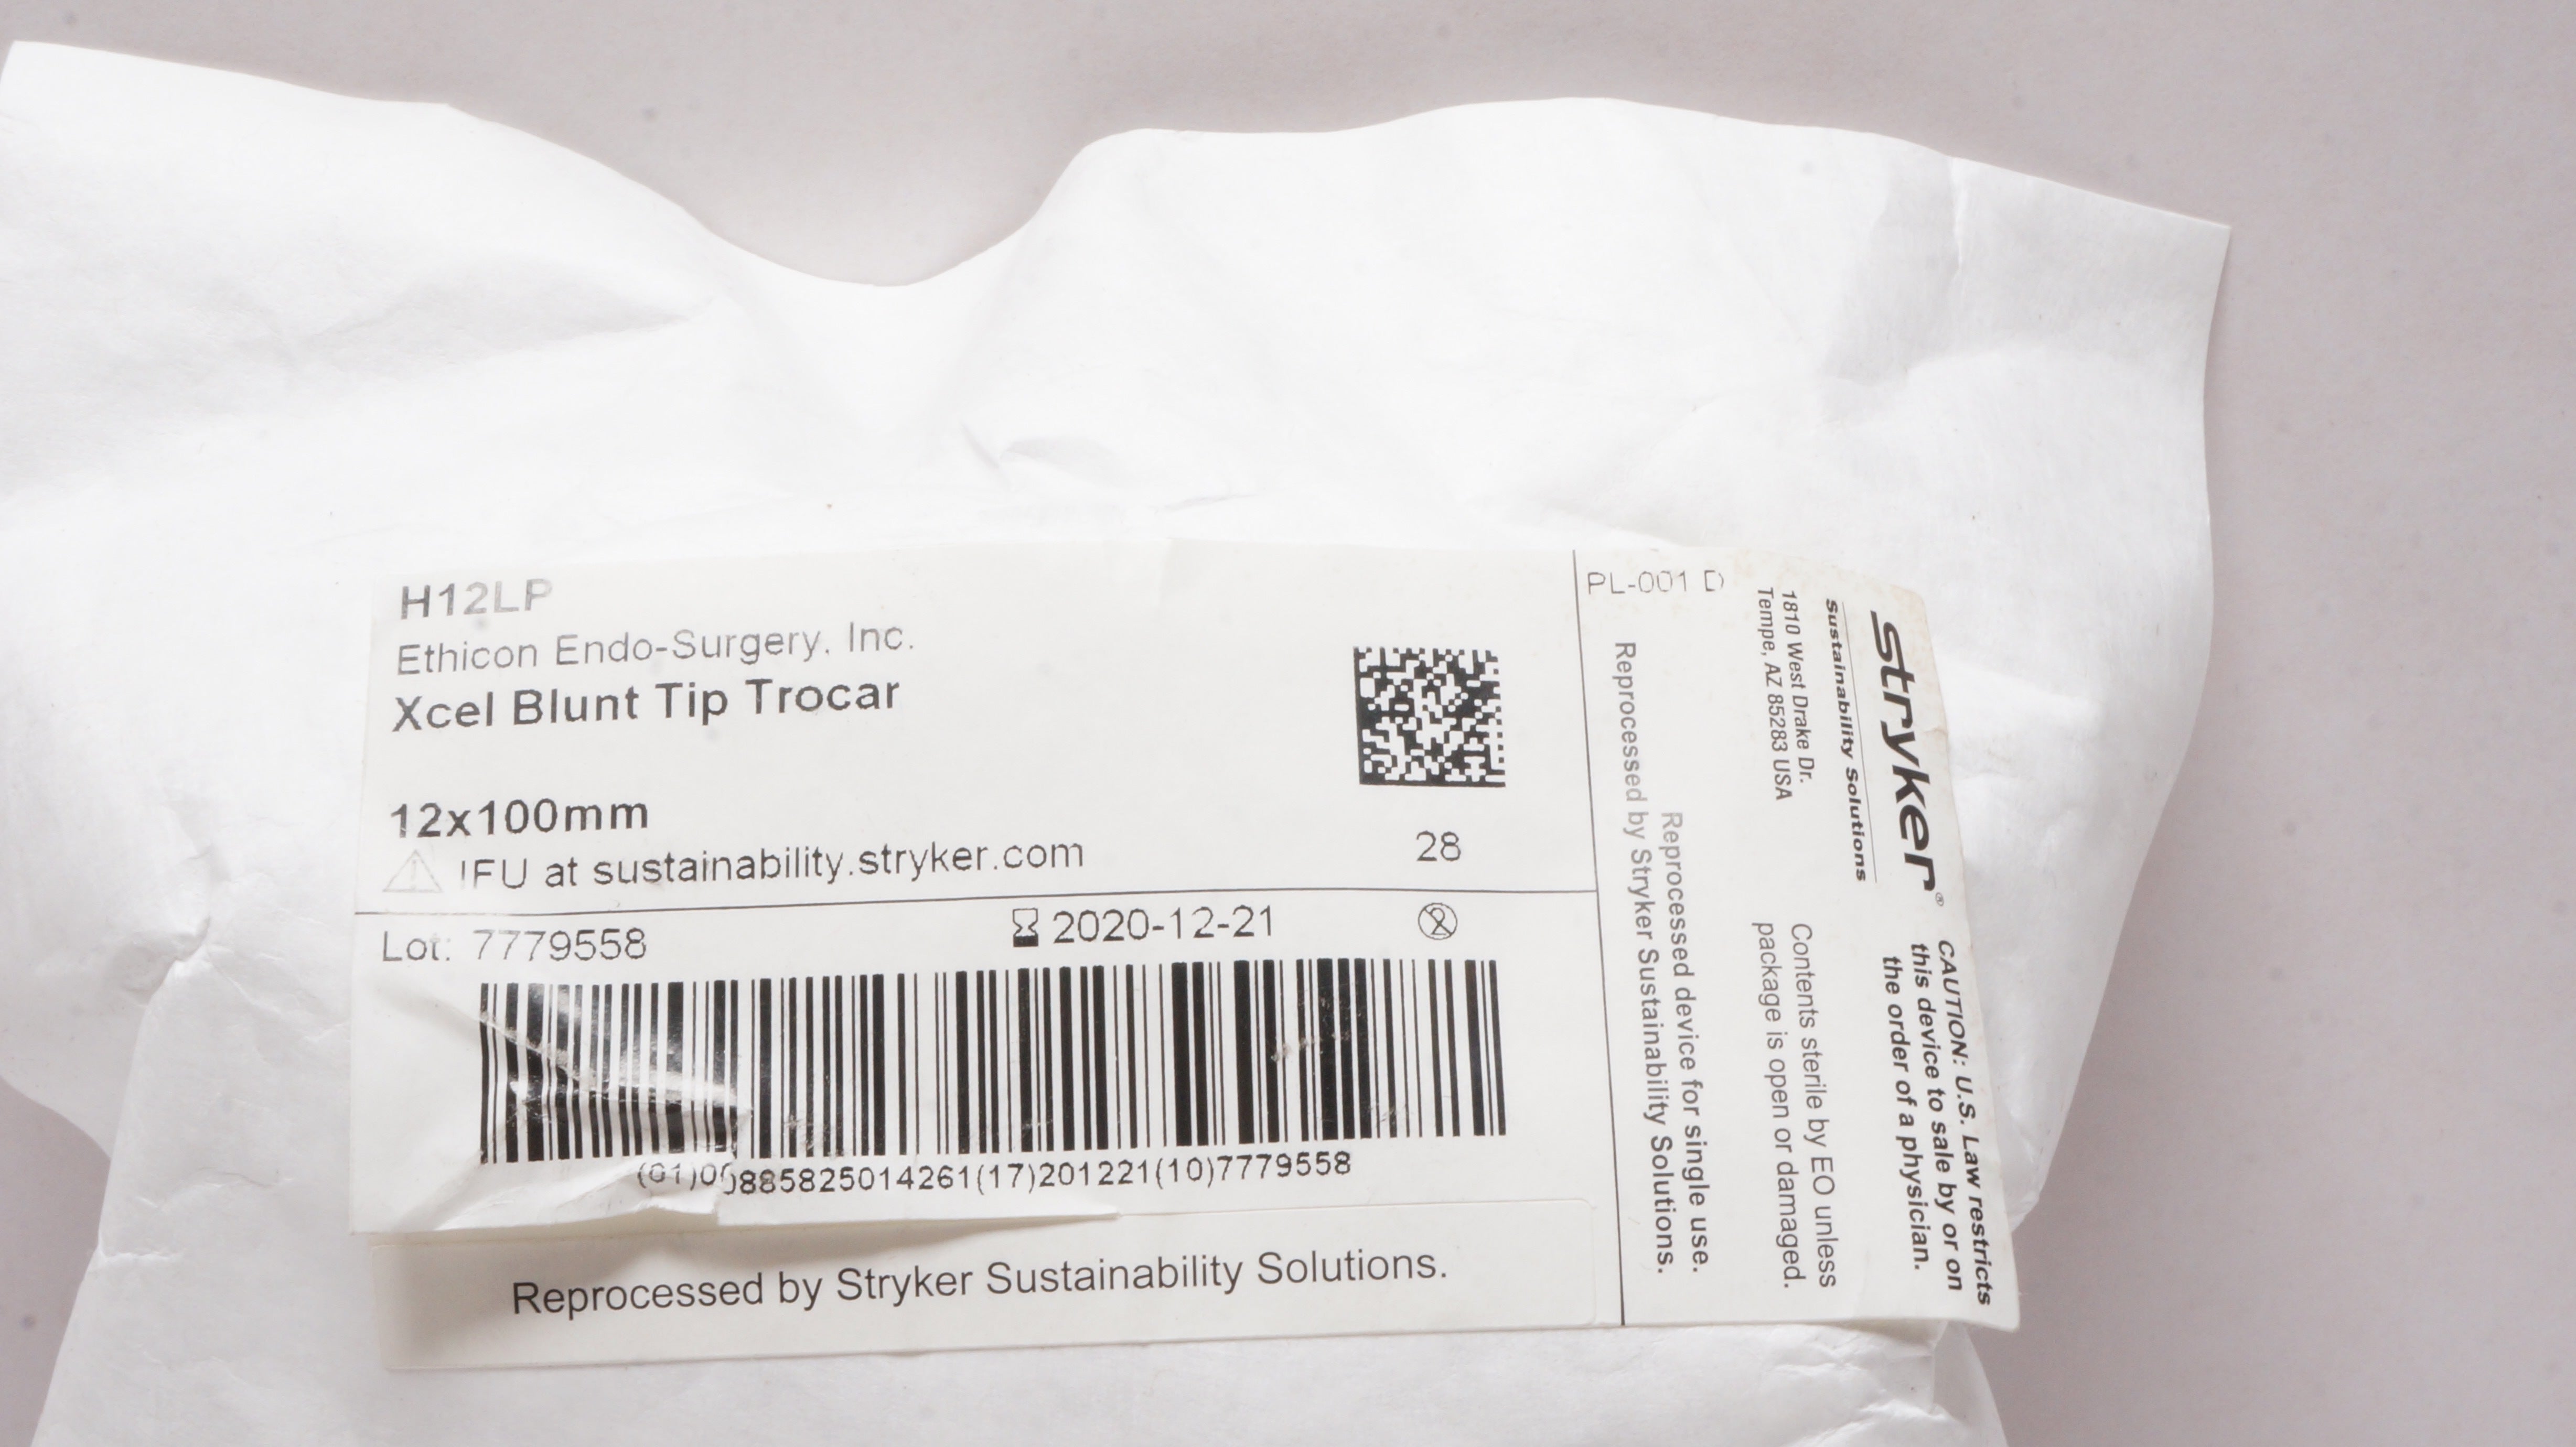 H12LP
Ethicon Endo-Surgery, Inc.
Xcel Blunt Tip Trocar
12x100mm
IFU at sustainability.stryker.com
28
Lot: 7779558
2020-12-21
(01)00885825014261(17)201221(10)7779558
Reprocessed by Stryker Sustainability Solutions.
PL-001 D
stryker®
Sustainability Solutions
1810 West Drake Dr.
Tempe, AZ 85283 USA
CAUTION: U.S. Law restricts
this device to sale by or on
the order of a physician.
Contents sterile by EO unless
package is open or damaged.
Reprocessed device for single use.
Reprocessed by Stryker Sustainability Solutions.